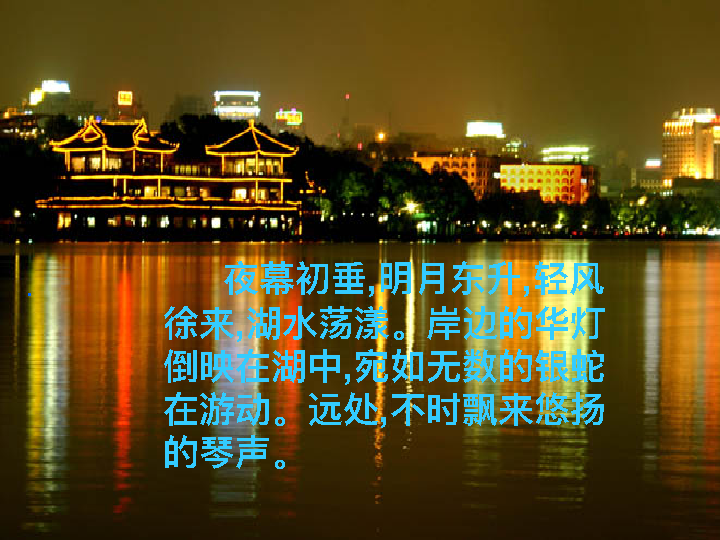 夜幕初垂,明月东升,轻风
徐来,湖水荡漾。岸边的华灯
倒映在湖中,宛如无数的银蛇
在游动。远处,不时飘来悠扬
的琴声。